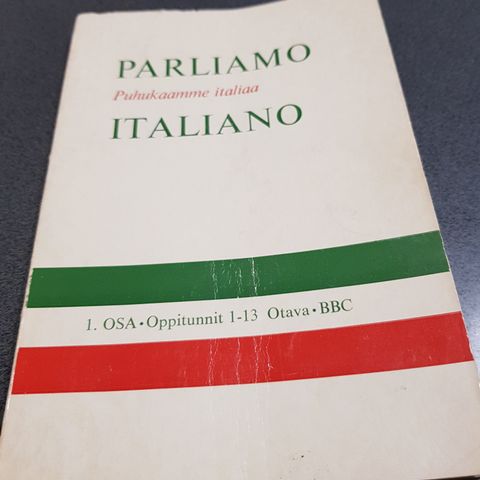 PARLIAMO
Puhukaamme italiaa
ITALIANO
1. OSA • Oppitunnit 1-13 Otava • BBC